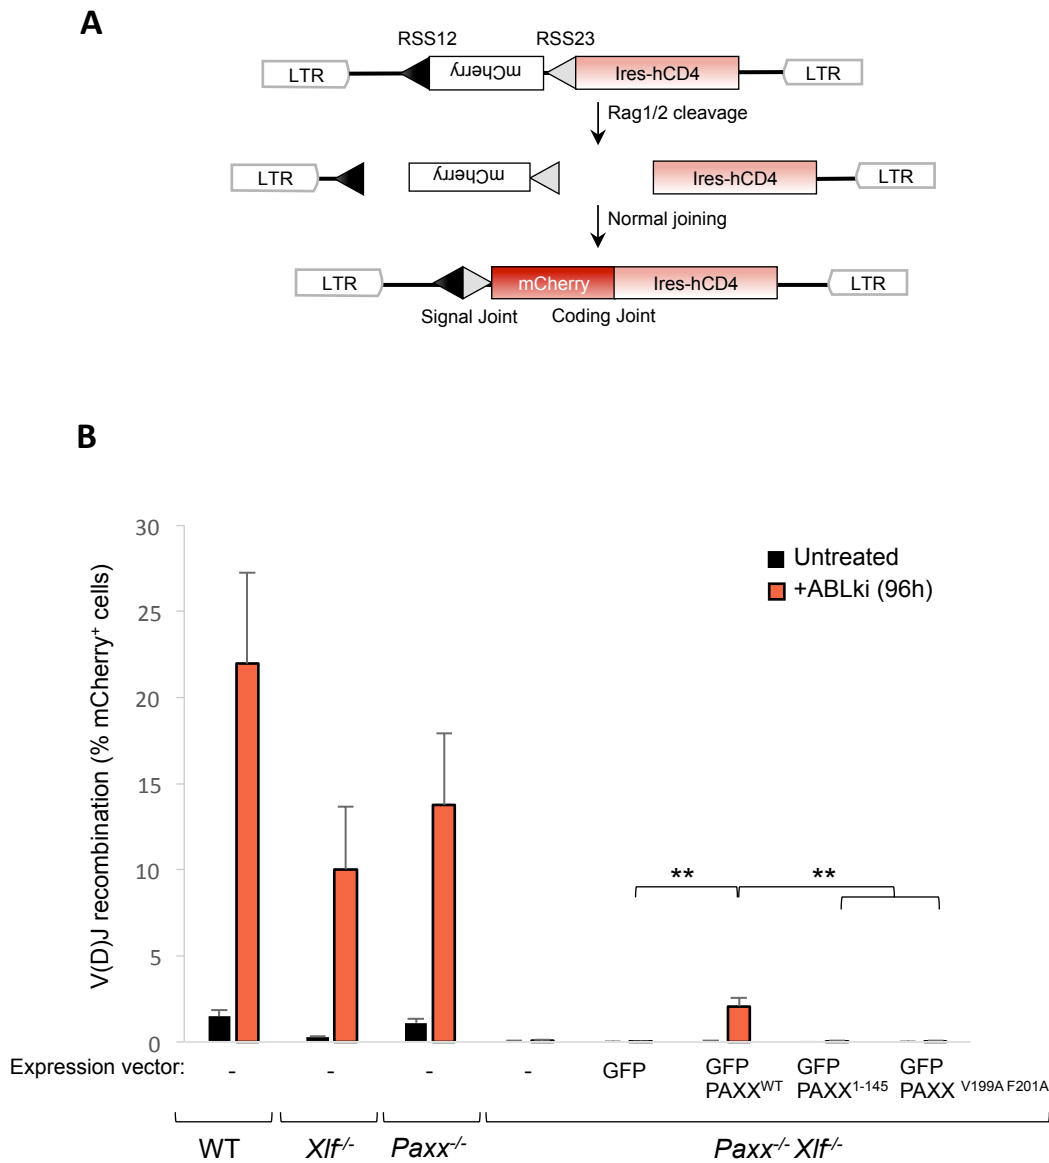 A
RSS12 RSS23
LTR mCherry Ires-hCD4 LTR
Rag1/2 cleavage
LTR mCherry Ires-hCD4 LTR
Normal joining
LTR mCherry Ires-hCD4 LTR
Signal Joint Coding Joint
B
V(D)J recombination (% mCherry⁺ cells)
30
25
20
15
10
5
0
Untreated
+ABLki (96h)
** **
Expression vector: - - - - GFP GFP GFP GFP
PAXXᵂᵀ PAXX¹⁻¹⁴⁵ PAXX V199A F201A
WT Xlf⁻/⁻ Paxx⁻/⁻ Paxx⁻/⁻ Xlf⁻/⁻